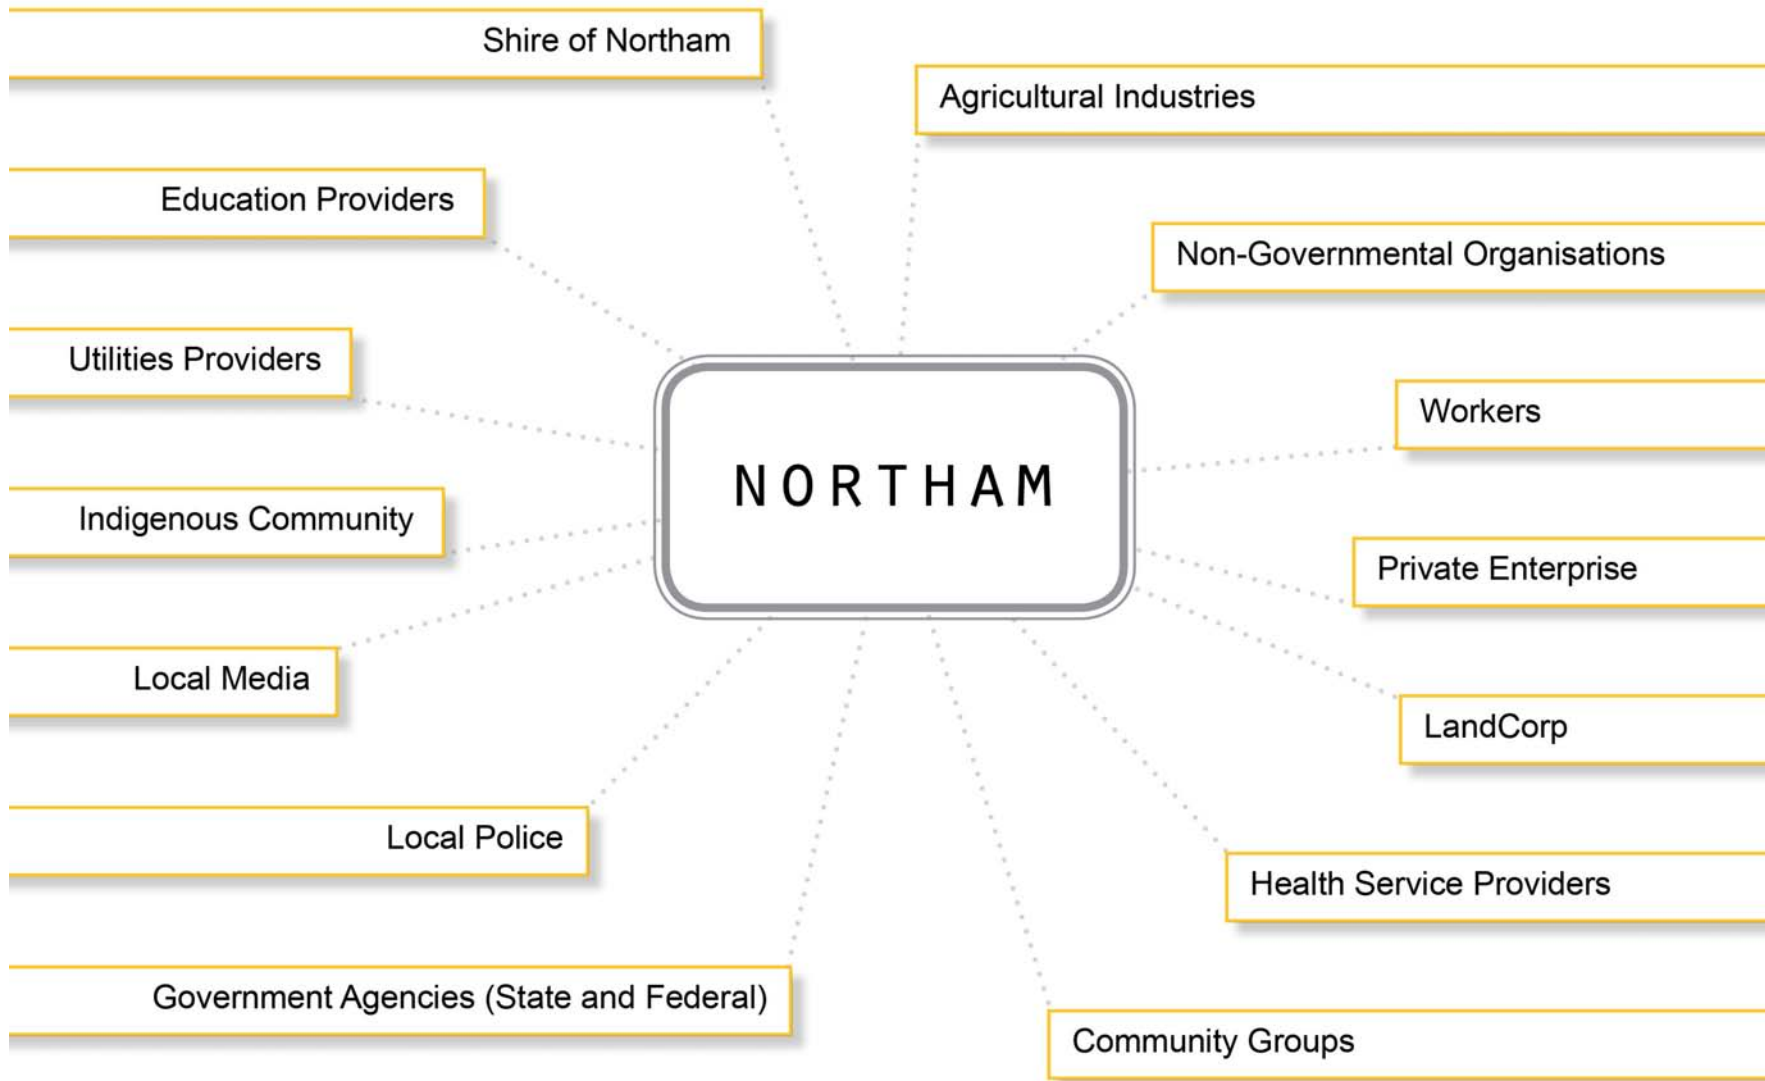 Shire of Northam
Agricultural Industries
Education Providers
Non-Governmental Organisations
Utilities Providers
Workers
NORTHAM
Indigenous Community
Private Enterprise
Local Media
LandCorp
Local Police
Health Service Providers
Government Agencies (State and Federal)
Community Groups